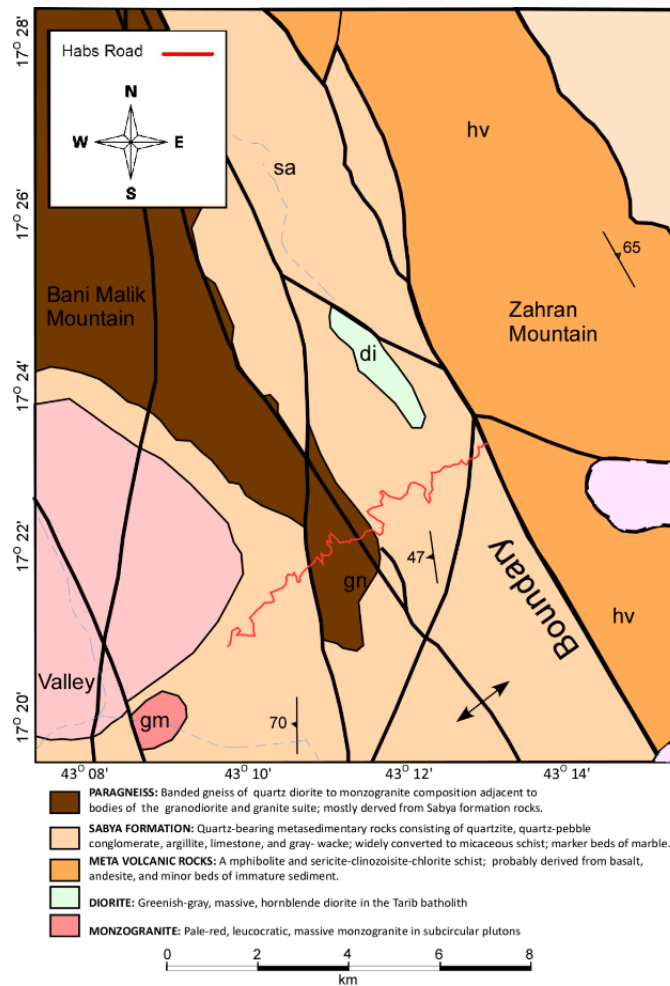 Habs Road
N
W E
S
17° 28'
17° 26'
17° 24'
17° 22'
17° 20'
hv
sa
65
Bani Malik
Mountain
Zahran
Mountain
di
47
gn
Boundary
hv
Valley
gm
70
43° 08' 43° 10' 43° 12' 43° 14'
PARAGNEISS: Banded gneiss of quartz diorite to monzogranite composition adjacent to
bodies of the granodiorite and granite suite; mostly derived from Sabya formation rocks.
SABYA FORMATION: Quartz-bearing metasedimentary rocks consisting of quartzite, quartz-pebble
conglomerate, argillite, limestone, and gray- wacke; widely converted to micaceous schist; marker beds of marble.
META VOLCANIC ROCKS: A mphibolite and sericite-clinozoisite-chlorite schist; probably derived from basalt,
andesite, and minor beds of immature sediment.
DIORITE: Greenish-gray, massive, hornblende diorite in the Tarib batholith
MONZOGRANITE: Pale-red, leucocratic, massive monzogranite in subcircular plutons
0 2 4 6 8
km